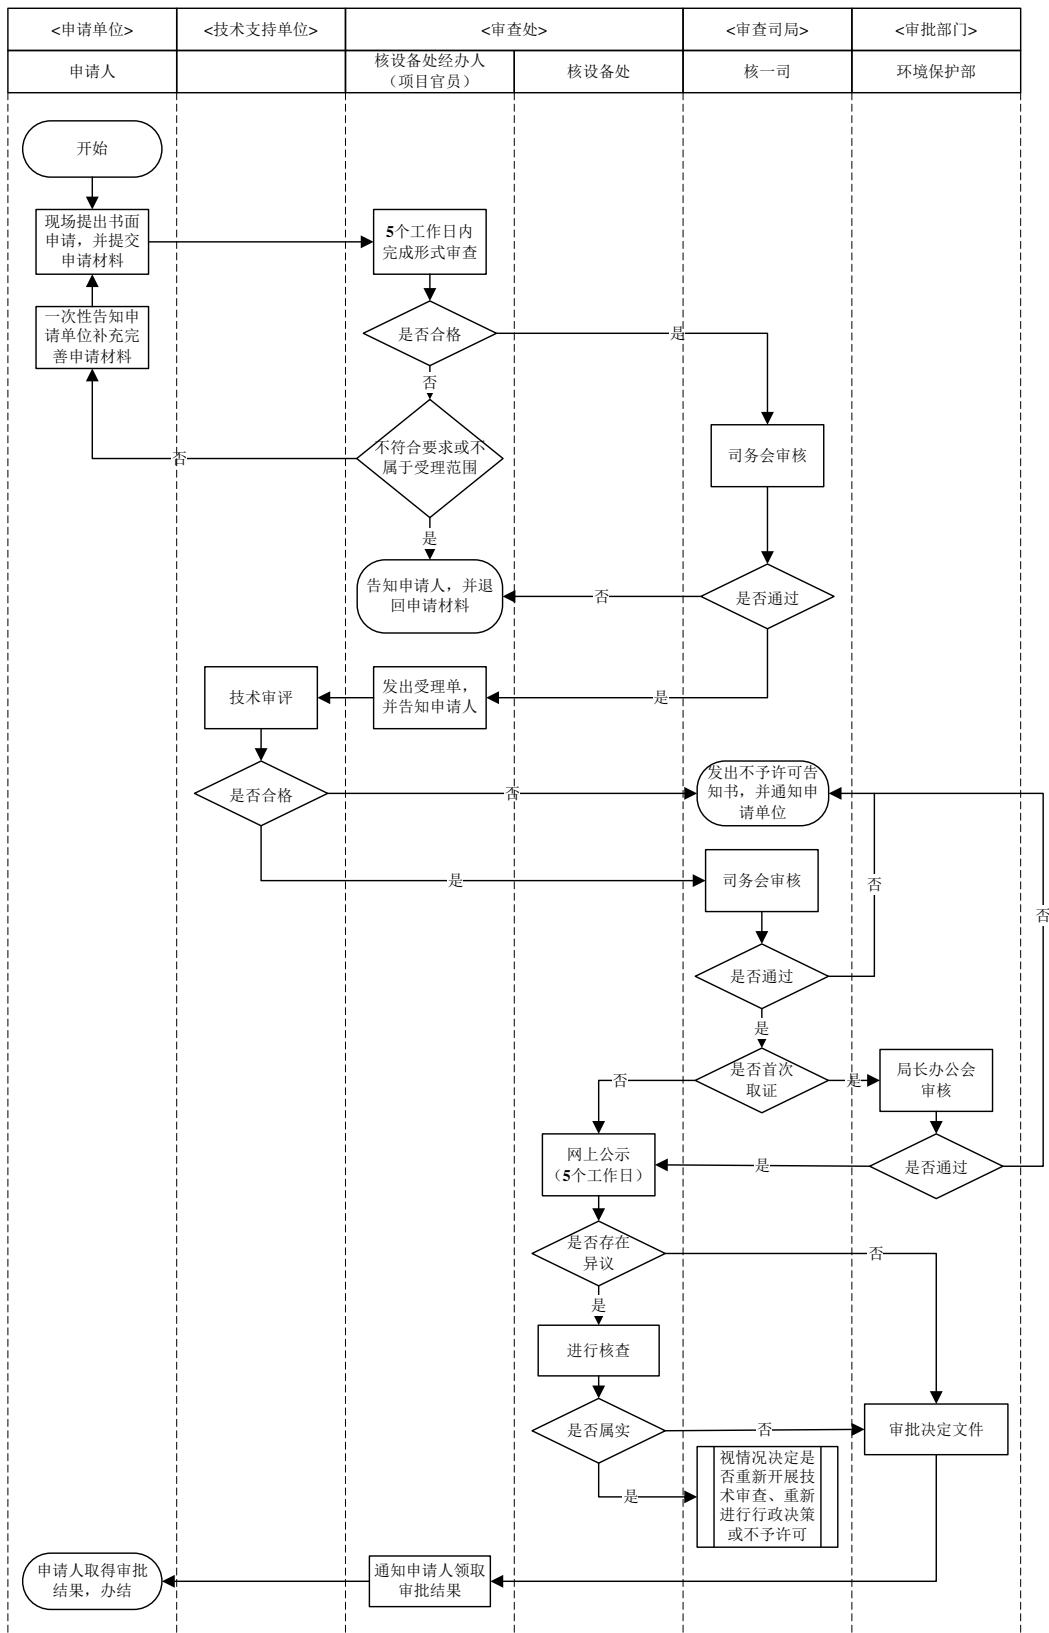 <申请单位>
<技术支持单位>
<审查处>
<审查司局>
<审批部门>
申请人
核设备处经办人
（项目官员）
核设备处
核一司
环境保护部
开始
现场提出书面
申请，并提交
申请材料
5个工作日内
完成形式审查
一次性告知申
请单位补充完
善申请材料
是否合格
是
否
不符合要求或不
属于受理范围
否
司务会审核
是
告知申请人，并退
回申请材料
否
是否通过
技术审评
发出受理单，
并告知申请人
是
是否合格
否
发出不予许可告
知书，并通知申
请单位
是
司务会审核
否
否
是否通过
是
否
是否首次
取证
是
局长办公会
审核
网上公示
（5个工作日）
是
是否通过
是否存在
异议
否
是
进行核查
是否属实
否
审批决定文件
是
视情况决定是
否重新开展技
术审查、重新
进行行政决策
或不予许可
申请人取得审批
结果，办结
通知申请人领取
审批结果